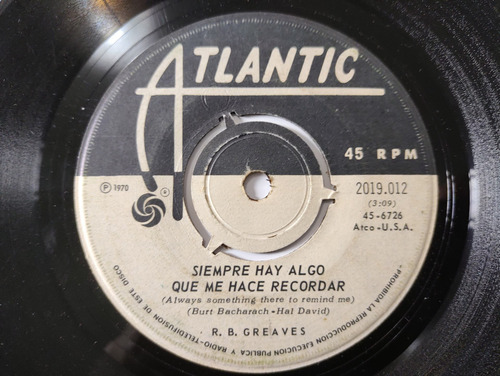 ATLANTIC
45 RPM
℗ 1970
2019.012
(3:09)
45-6726
Atco-U.S.A.
SIEMPRE HAY ALGO
QUE ME HACE RECORDAR
(Always something there to remind me)
(Burt Bacharach-Hal David)
R. B. GREAVES
-PROHIBIDA LA REPRODUCCION EJECUCION PUBLICA Y RADIO-TELEDIFUSION DE ESTE DISCO